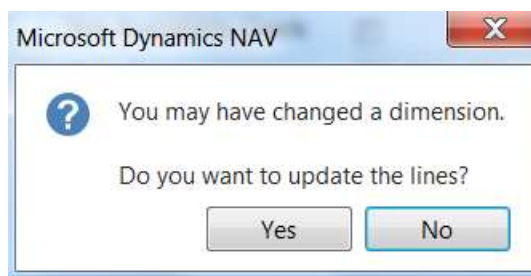 Microsoft Dynamics NAV
You may have changed a dimension.
Do you want to update the lines?
Yes
No